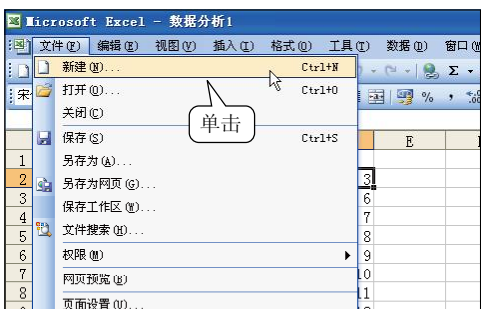 Microsoft Excel - 数据分析1
文件(F) 编辑(E) 视图(V) 插入(I) 格式(O) 工具(T) 数据(D) 窗口(W
新建(N)... Ctrl+N
打开(O)... Ctrl+O
关闭(C)
单击
保存(S) Ctrl+S
另存为(A)...
另存为网页(G)...
保存工作区(W)...
文件搜索(H)...
权限(M)
网页预览(B)
页面设置(U)...
宋
Σ
% ,
E
1
2 3
3 6
4 7
5 8
6 9
7 10
8 11